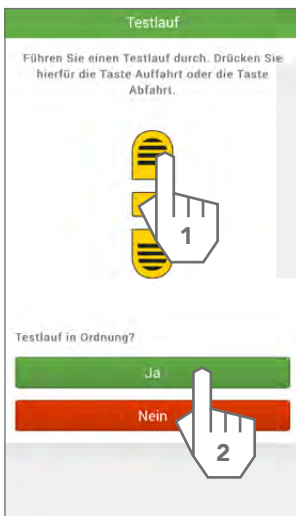 Testlauf
Führen Sie einen Testlauf durch. Drücken Sie
hierfür die Taste Auffahrt oder die Taste
Abfahrt.
1
Testlauf in Ordnung?
Ja
Nein
2